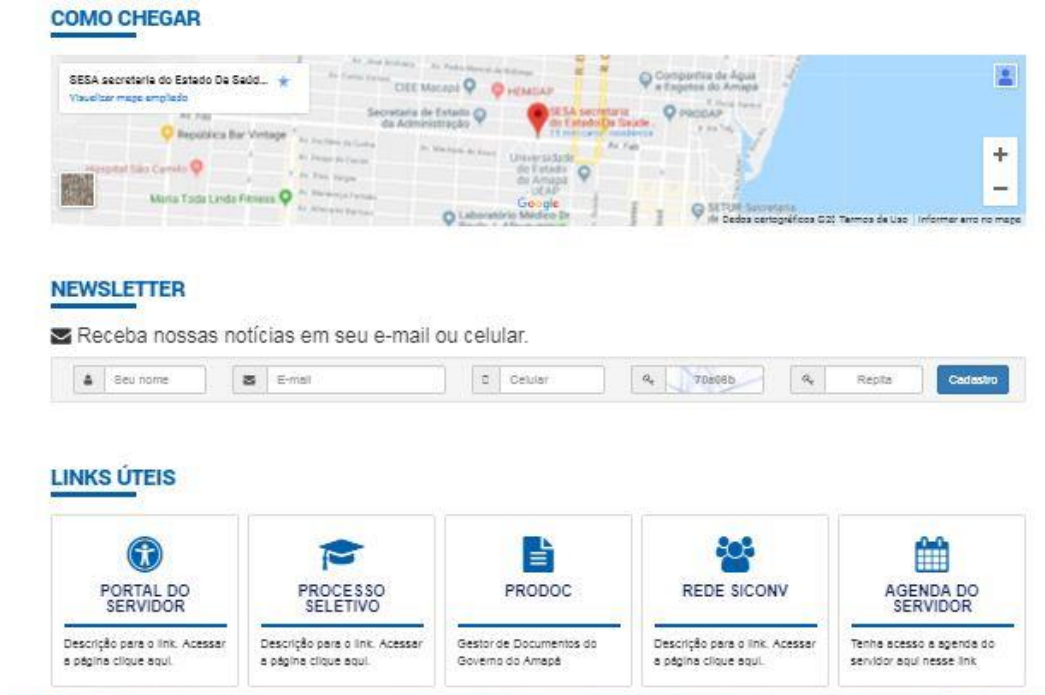 COMO CHEGAR
SESA secretaria do Estado Da Saúd...
Visualizar mapa ampliado
CIEE Macapá
HEMOAP
Companhia de Água
e Esgotos do Amapá
Secretaria de Estado
da Administração
SESA secretaria
do Estado Da Saúde
PRODAP
República Bar Vintage
Av. Fab
Universidade
do Estado
do Amapá
UEAP
Hospital São Camilo
Maria Toda Linda Fitness
Google
Laboratório Médico Dr
SETUR Secretaria
Dados cartográficos ©20 Termos de Uso Informar erro no mapa
+
−
NEWSLETTER
Receba nossas notícias em seu e-mail ou celular.
Seu nome
E-mail
Celular
70a06b
Repita
Cadastro
LINKS ÚTEIS
PORTAL DO
SERVIDOR
Descrição para o link. Acessar
a página clique aqui.
PROCESSO
SELETIVO
Descrição para o link. Acessar
a página clique aqui.
PRODOC
Gestor de Documentos do
Governo do Amapá
REDE SICONV
Descrição para o link. Acessar
a página clique aqui.
AGENDA DO
SERVIDOR
Tenha acesso a agenda do
servidor aqui nesse link